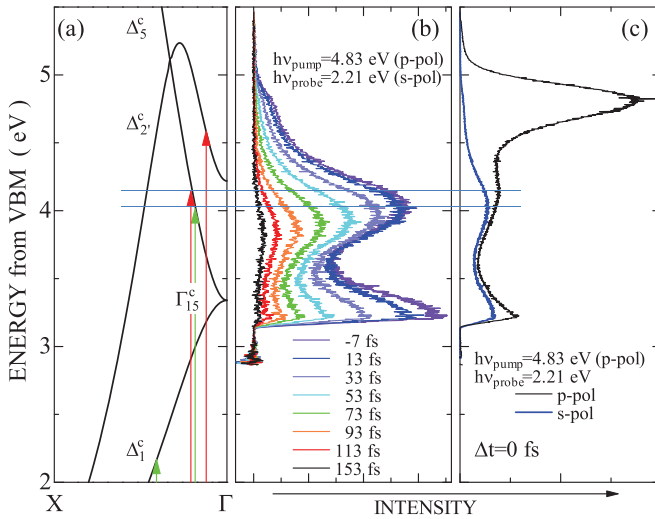 ENERGY from VBM ( eV )
5
4
3
2
(a)
Δ₅ᶜ
Δ₂'ᶜ
Γ₁₅ᶜ
Δ₁ᶜ
X
Γ
(b)
hνpump=4.83 eV (p-pol)
hνprobe=2.21 eV (s-pol)
-7 fs
13 fs
33 fs
53 fs
73 fs
93 fs
113 fs
153 fs
(c)
hνpump=4.83 eV (p-pol)
hνprobe=2.21 eV
p-pol
s-pol
Δt=0 fs
INTENSITY